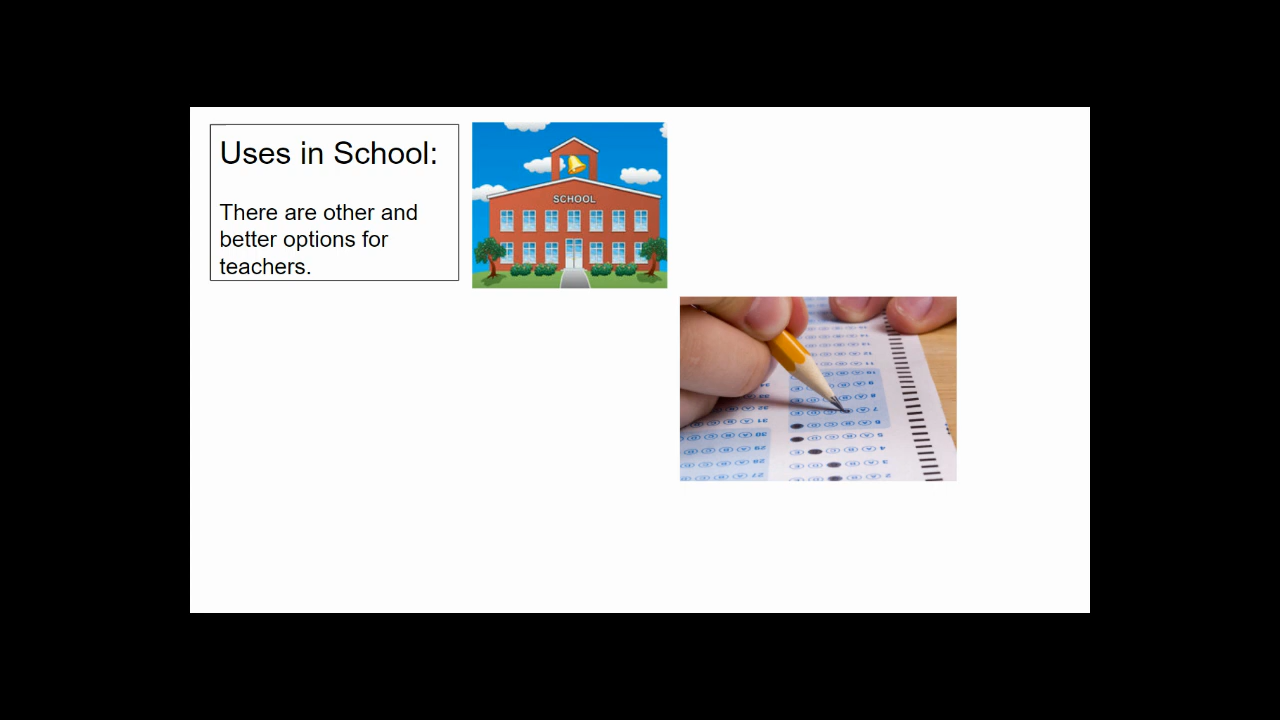 Uses in School:
There are other and
better options for
teachers.
SCHOOL